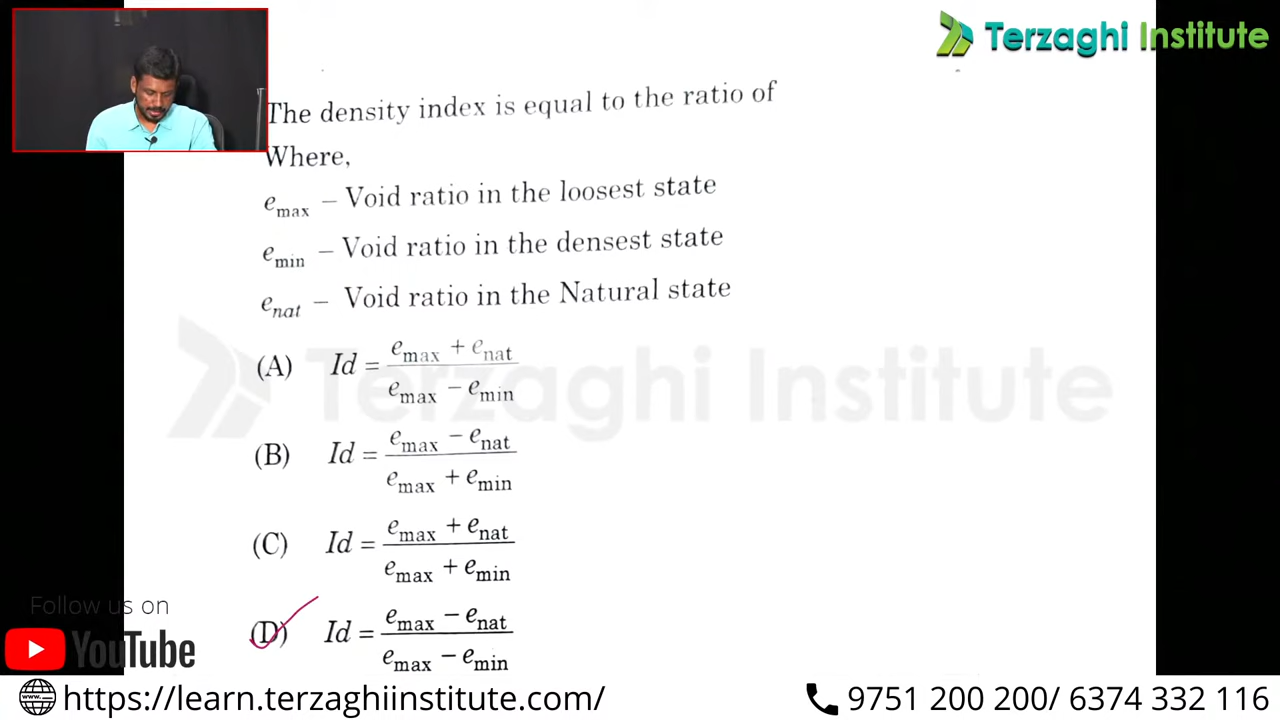 Terzaghi Institute
The density index is equal to the ratio of
Where,
e_max – Void ratio in the loosest state
e_min – Void ratio in the densest state
e_nat – Void ratio in the Natural state
(A) Id = (e_max + e_nat) / (e_max − e_min)
(B) Id = (e_max − e_nat) / (e_max + e_min)
(C) Id = (e_max + e_nat) / (e_max + e_min)
(D) Id = (e_max − e_nat) / (e_max − e_min)
Terzaghi Institute
Follow us on
YouTube
https://learn.terzaghiinstitute.com/
9751 200 200/ 6374 332 116